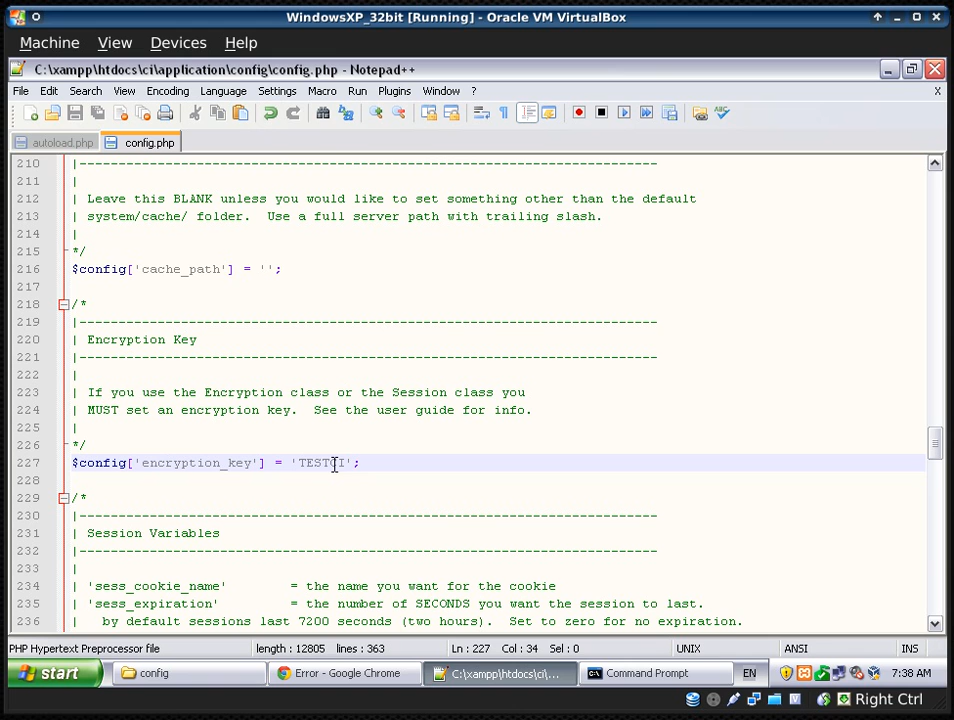 WindowsXP_32bit [Running] - Oracle VM VirtualBox
Machine View Devices Help
C:\xampp\htdocs\ci\application\config\config.php - Notepad++
File Edit Search View Encoding Language Settings Macro Run Plugins Window ? X
autoload.php config.php
210 |--------------------------------------------------------------------------
211 |
212 | Leave this BLANK unless you would like to set something other than the default
213 | system/cache/ folder.  Use a full server path with trailing slash.
214 |
215 */
216 $config['cache_path'] = '';
217
218 /*
219 |--------------------------------------------------------------------------
220 | Encryption Key
221 |--------------------------------------------------------------------------
222 |
223 | If you use the Encryption class or the Session class you
224 | MUST set an encryption key.  See the user guide for info.
225 |
226 */
227 $config['encryption_key'] = 'TESTCI';
228
229 /*
230 |--------------------------------------------------------------------------
231 | Session Variables
232 |--------------------------------------------------------------------------
233 |
234 | 'sess_cookie_name'        = the name you want for the cookie
235 | 'sess_expiration'         = the number of SECONDS you want the session to last.
236 |   by default sessions last 7200 seconds (two hours).  Set to zero for no expiration.
PHP Hypertext Preprocessor file length : 12805 lines : 363 Ln : 227 Col : 34 Sel : 0 UNIX ANSI INS
start config Error - Google Chrome C:\xampp\htdocs\ci\... Command Prompt EN 7:38 AM
Right Ctrl